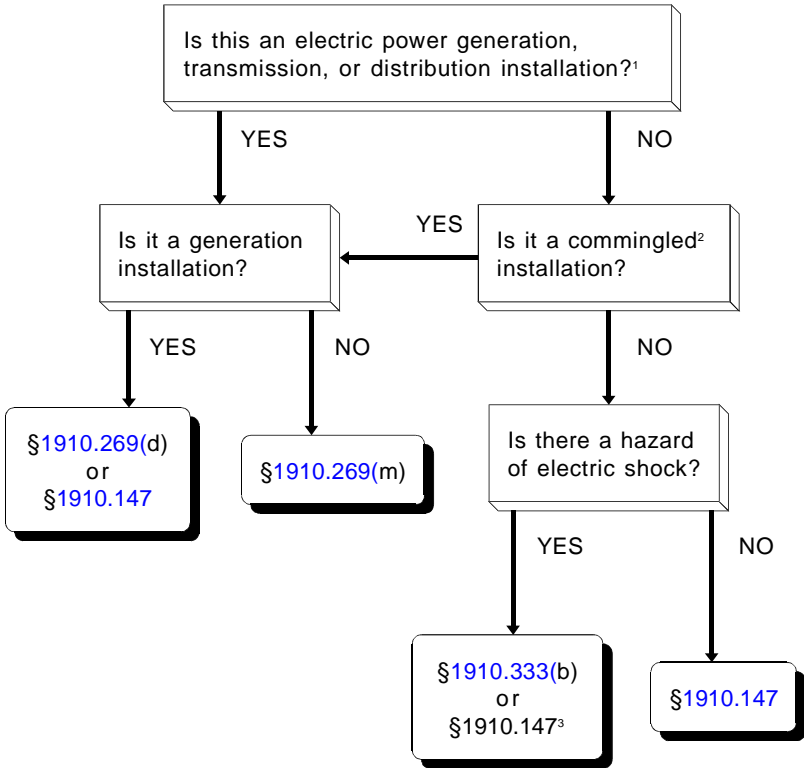 Is this an electric power generation,
transmission, or distribution installation?¹
YES
NO
Is it a generation
installation?
YES
Is it a commingled²
installation?
YES
NO
NO
§1910.269(d)
or
§1910.147
§1910.269(m)
Is there a hazard
of electric shock?
YES
NO
§1910.333(b)
or
§1910.147³
§1910.147